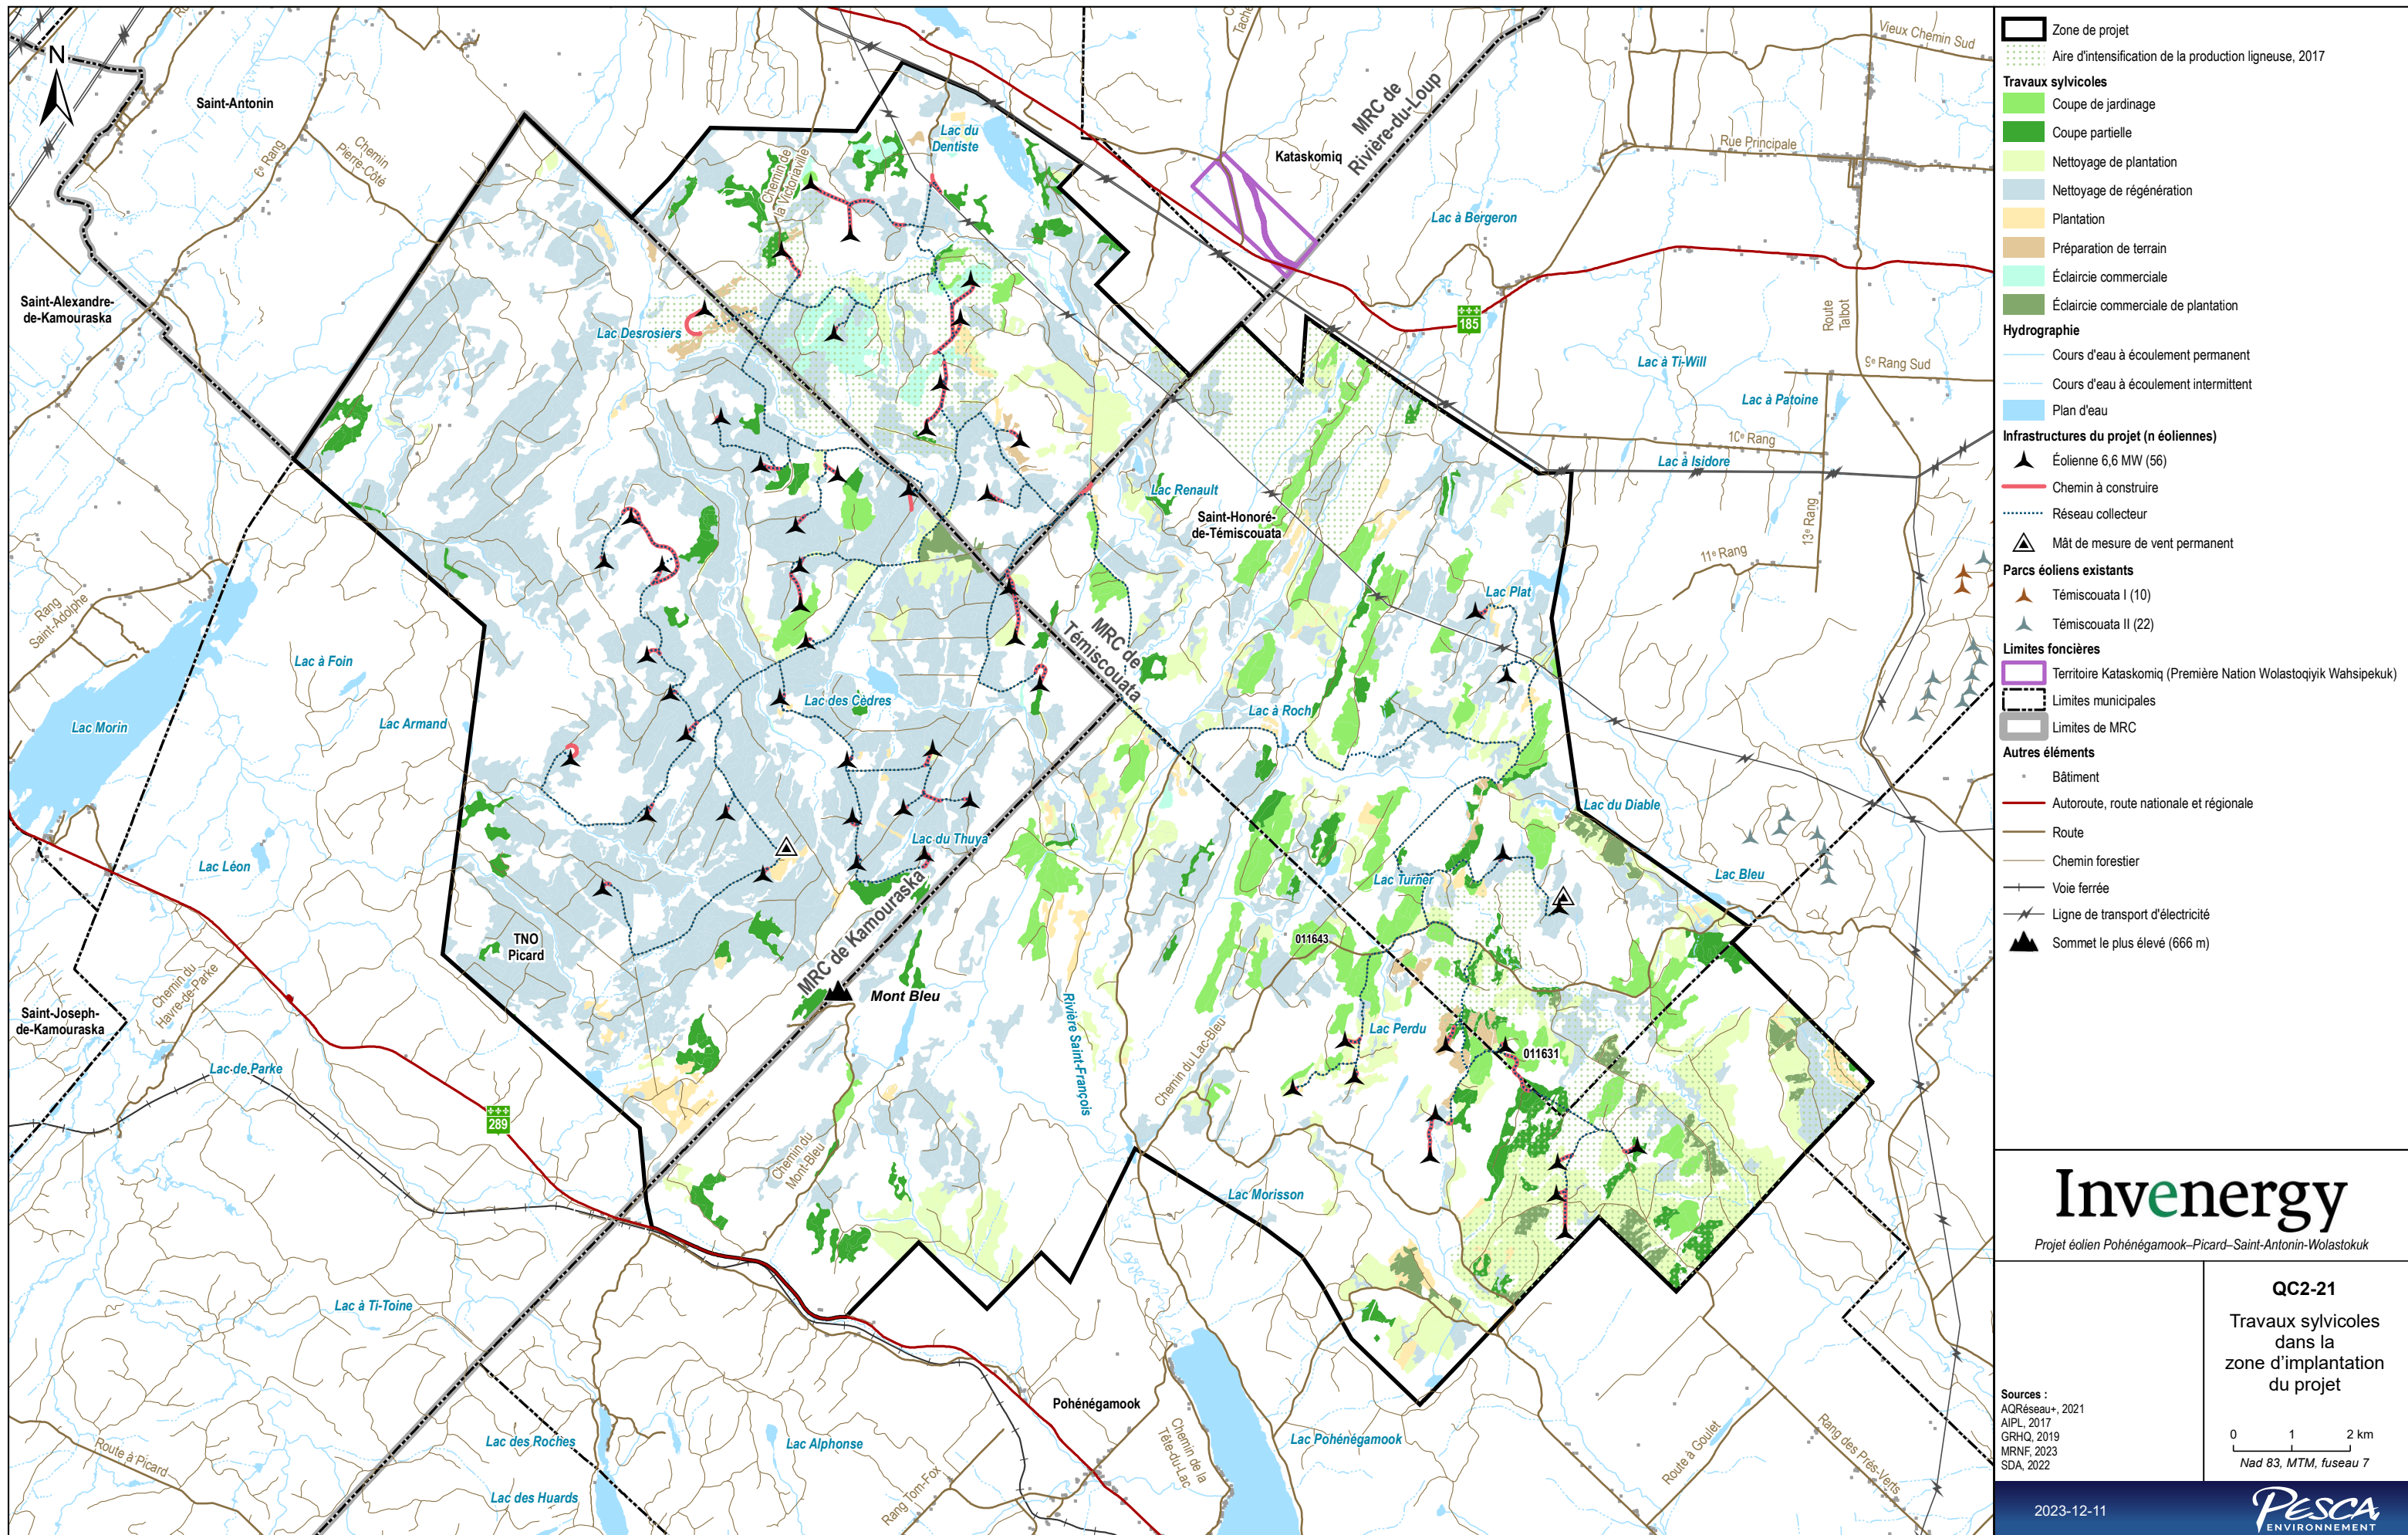 N
Saint-Antonin
6e Rang
Chemin
Pierre-Côté
Saint-Alexandre-
de-Kamouraska
Rang
Saint-Adolphe
Lac Morin
Lac à Foin
Lac Armand
Lac Léon
TNO
Picard
Chemin du
Havre-de-Parke
Saint-Joseph-
de-Kamouraska
Lac de Parke
289
Lac à Ti-Toine
Route à Picard
Lac des Roches
Lac des Huards
Lac Alphonse
Rang Tom-Fox
Pohénégamook
Chemin de la
Tête-du-Lac
Lac Pohénégamook
Route à Goulet
Rang des Prés-Verts
Lac Morisson
Chemin du
Mont-Bleu
Mont Bleu
MRC de Kamouraska
Rivière Saint-François
Chemin du Lac-Bleu
011643
Lac Perdu
011631
Lac Turner
Lac Bleu
Lac du Diable
Lac à Roch
Lac du Thuya
Lac des Cèdres
MRC de
Témiscouata
Lac Plat
Saint-Honoré-
de-Témiscouata
Lac Renault
Lac Desrosiers
Chemin de
la Victoriaville
Lac du
Dentiste
Kataskomiq
MRC de
Rivière-du-Loup
Lac à Bergeron
185
Lac à Ti-Will
Lac à Patoine
Lac à Isidore
10e Rang
11e Rang
13e Rang
9e Rang Sud
Route
Talbot
Rue Principale
Vieux Chemin Sud
Zone de projet
Aire d'intensification de la production ligneuse, 2017
Travaux sylvicoles
Coupe de jardinage
Coupe partielle
Nettoyage de plantation
Nettoyage de régénération
Plantation
Préparation de terrain
Éclaircie commerciale
Éclaircie commerciale de plantation
Hydrographie
Cours d'eau à écoulement permanent
Cours d'eau à écoulement intermittent
Plan d'eau
Infrastructures du projet (n éoliennes)
Éolienne 6,6 MW (56)
Chemin à construire
Réseau collecteur
Mât de mesure de vent permanent
Parcs éoliens existants
Témiscouata I (10)
Témiscouata II (22)
Limites foncières
Territoire Kataskomiq (Première Nation Wolastoqiyik Wahsipekuk)
Limites municipales
Limites de MRC
Autres éléments
Bâtiment
Autoroute, route nationale et régionale
Route
Chemin forestier
Voie ferrée
Ligne de transport d'électricité
Sommet le plus élevé (666 m)
Invenergy
Projet éolien Pohénégamook–Picard–Saint-Antonin-Wolastokuk
QC2-21
Travaux sylvicoles
dans la
zone d'implantation
du projet
0 1 2 km
Nad 83, MTM, fuseau 7
Sources :
AQRéseau+, 2021
AIPL, 2017
GRHQ, 2019
MRNF, 2023
SDA, 2022
2023-12-11
PESCA
ENVIRONNEMENT